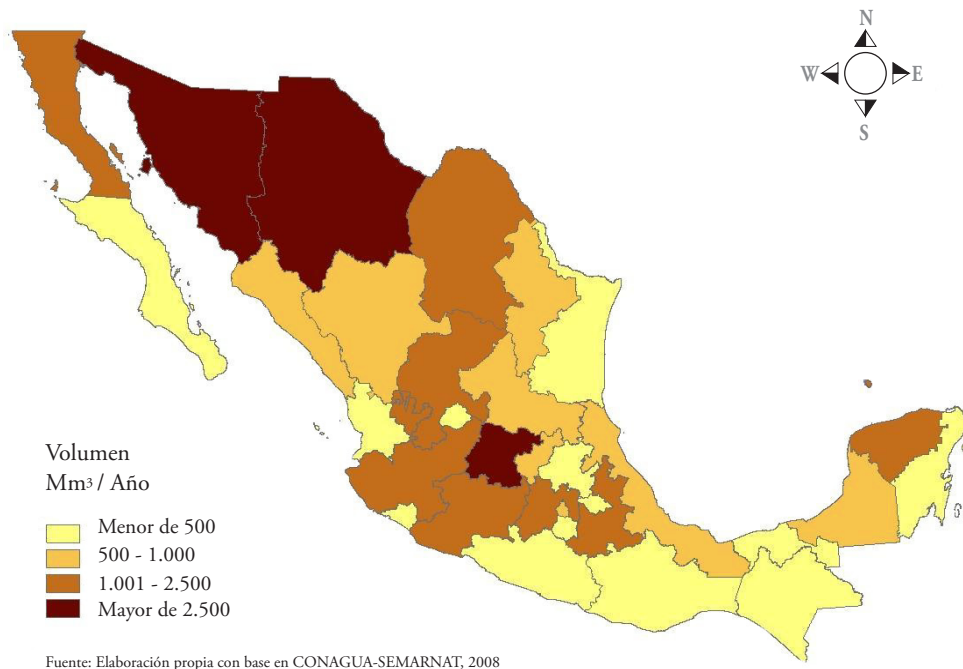 N
W E
S
Volumen
Mm³ / Año
Menor de 500
500 - 1.000
1.001 - 2.500
Mayor de 2.500
Fuente: Elaboración propia con base en CONAGUA-SEMARNAT, 2008